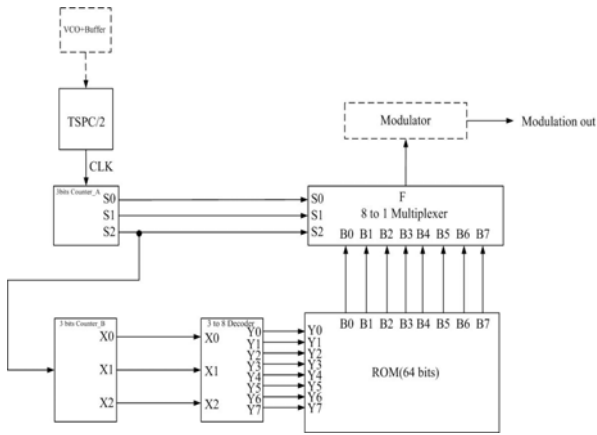 VCO+Buffer
TSPC/2
CLK
Modulator
Modulation out
3bits Counter_A
S0
S1
S2
S0
S1
S2
F
8 to 1 Multiplexer
B0 B1 B2 B3 B4 B5 B6 B7
3 bits Counter_B
X0
X1
X2
3 to 8 Decoder
X0
X1
X2
Y0
Y1
Y2
Y3
Y4
Y5
Y6
Y7
Y0
Y1
Y2
Y3
Y4
Y5
Y6
Y7
B0 B1 B2 B3 B4 B5 B6 B7
ROM(64 bits)